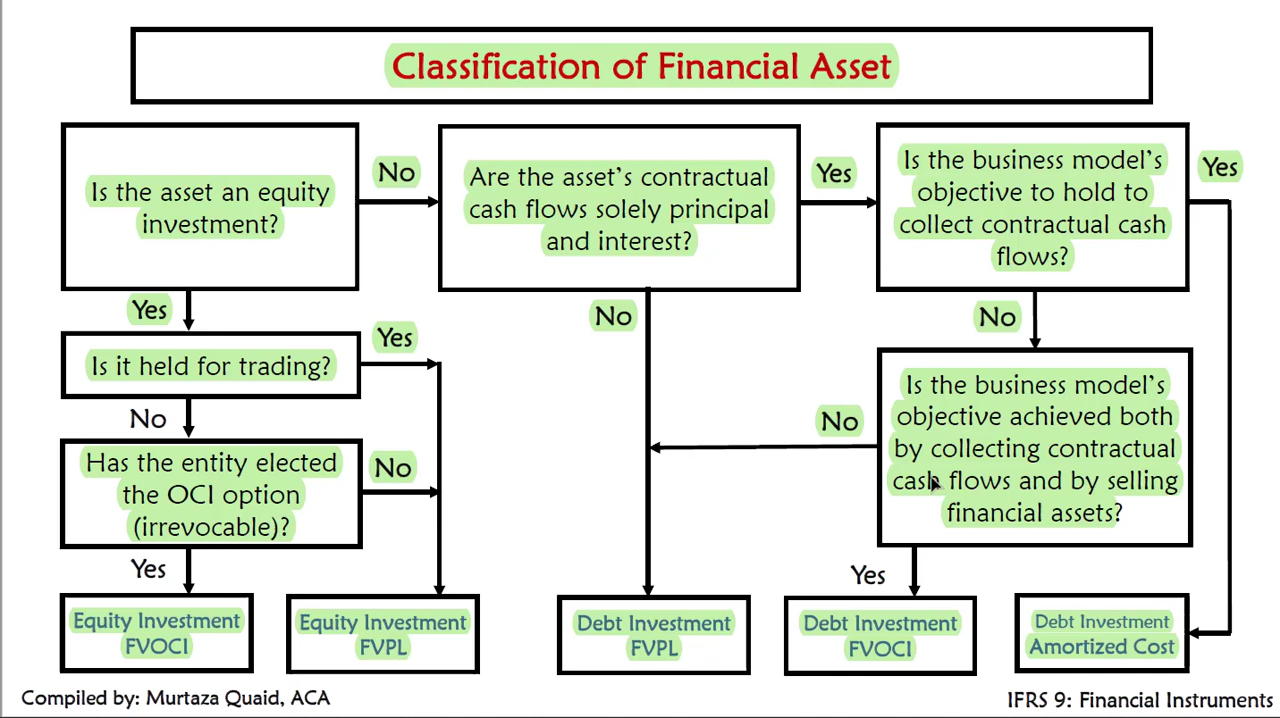 Classification of Financial Asset
Is the asset an equity
investment?
No
Are the asset's contractual
cash flows solely principal
and interest?
Yes
Is the business model's
objective to hold to
collect contractual cash
flows?
Yes
Yes
No
No
Is it held for trading?
Yes
No
Has the entity elected
the OCI option
(irrevocable)?
No
Yes
Is the business model's
objective achieved both
by collecting contractual
cash flows and by selling
financial assets?
No
Yes
Equity Investment
FVOCI
Equity Investment
FVPL
Debt Investment
FVPL
Debt Investment
FVOCI
Debt Investment
Amortized Cost
Compiled by: Murtaza Quaid, ACA
IFRS 9: Financial Instruments